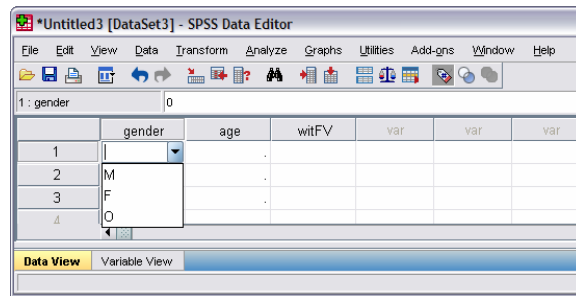 *Untitled3 [DataSet3] - SPSS Data Editor
File Edit View Data Transform Analyze Graphs Utilities Add-ons Window Help
1 : gender 0
gender age witFV var var var
1 .
2 M .
3 F .
4 O
Data View Variable View